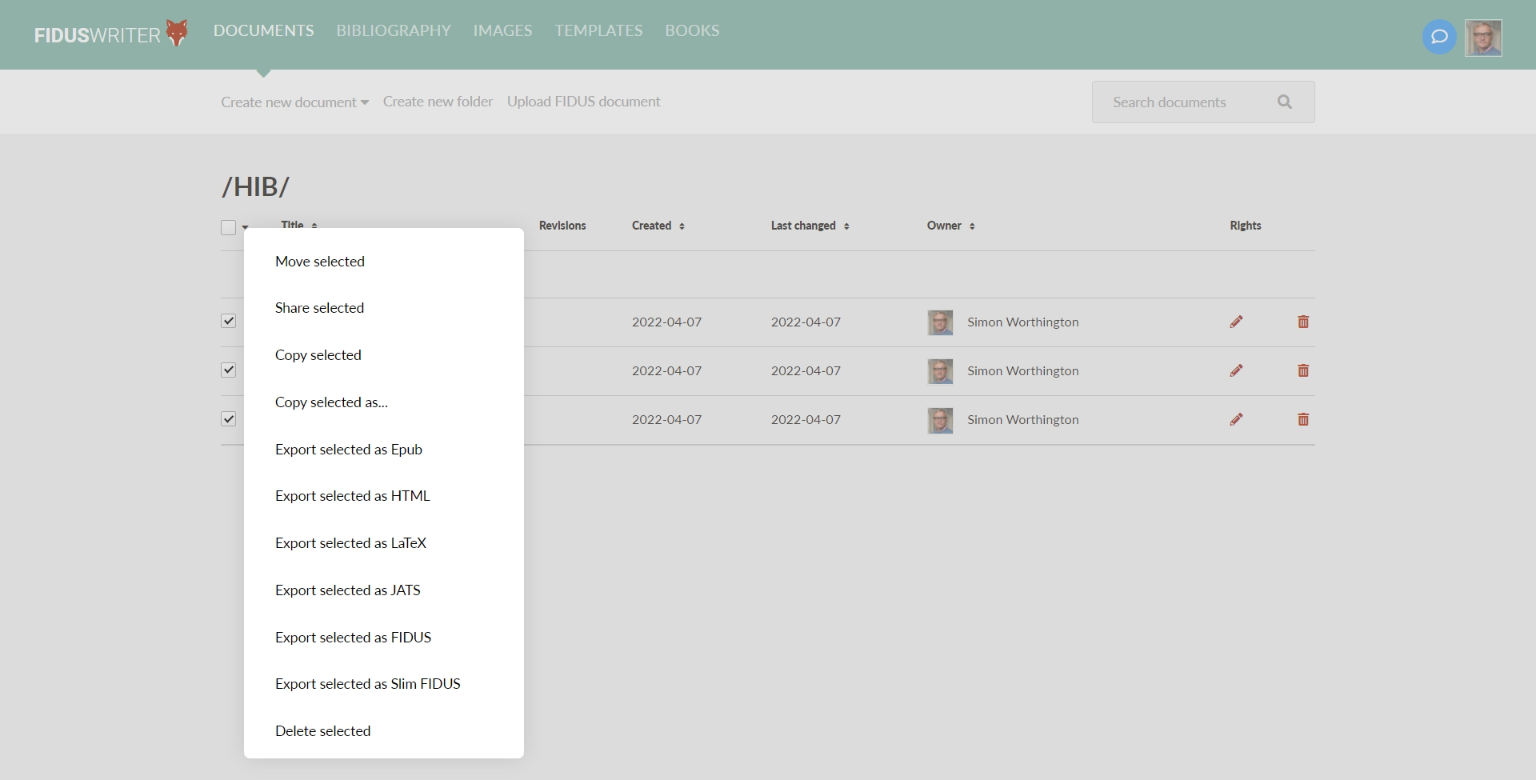 FIDUSWRITER DOCUMENTS BIBLIOGRAPHY IMAGES TEMPLATES BOOKS
Create new document Create new folder Upload FIDUS document Search documents
/HIB/
Title Revisions Created Last changed Owner Rights
Move selected
Share selected
Copy selected
Copy selected as...
Export selected as Epub
Export selected as HTML
Export selected as LaTeX
Export selected as JATS
Export selected as FIDUS
Export selected as Slim FIDUS
Delete selected
2022-04-07 2022-04-07 Simon Worthington
2022-04-07 2022-04-07 Simon Worthington
2022-04-07 2022-04-07 Simon Worthington